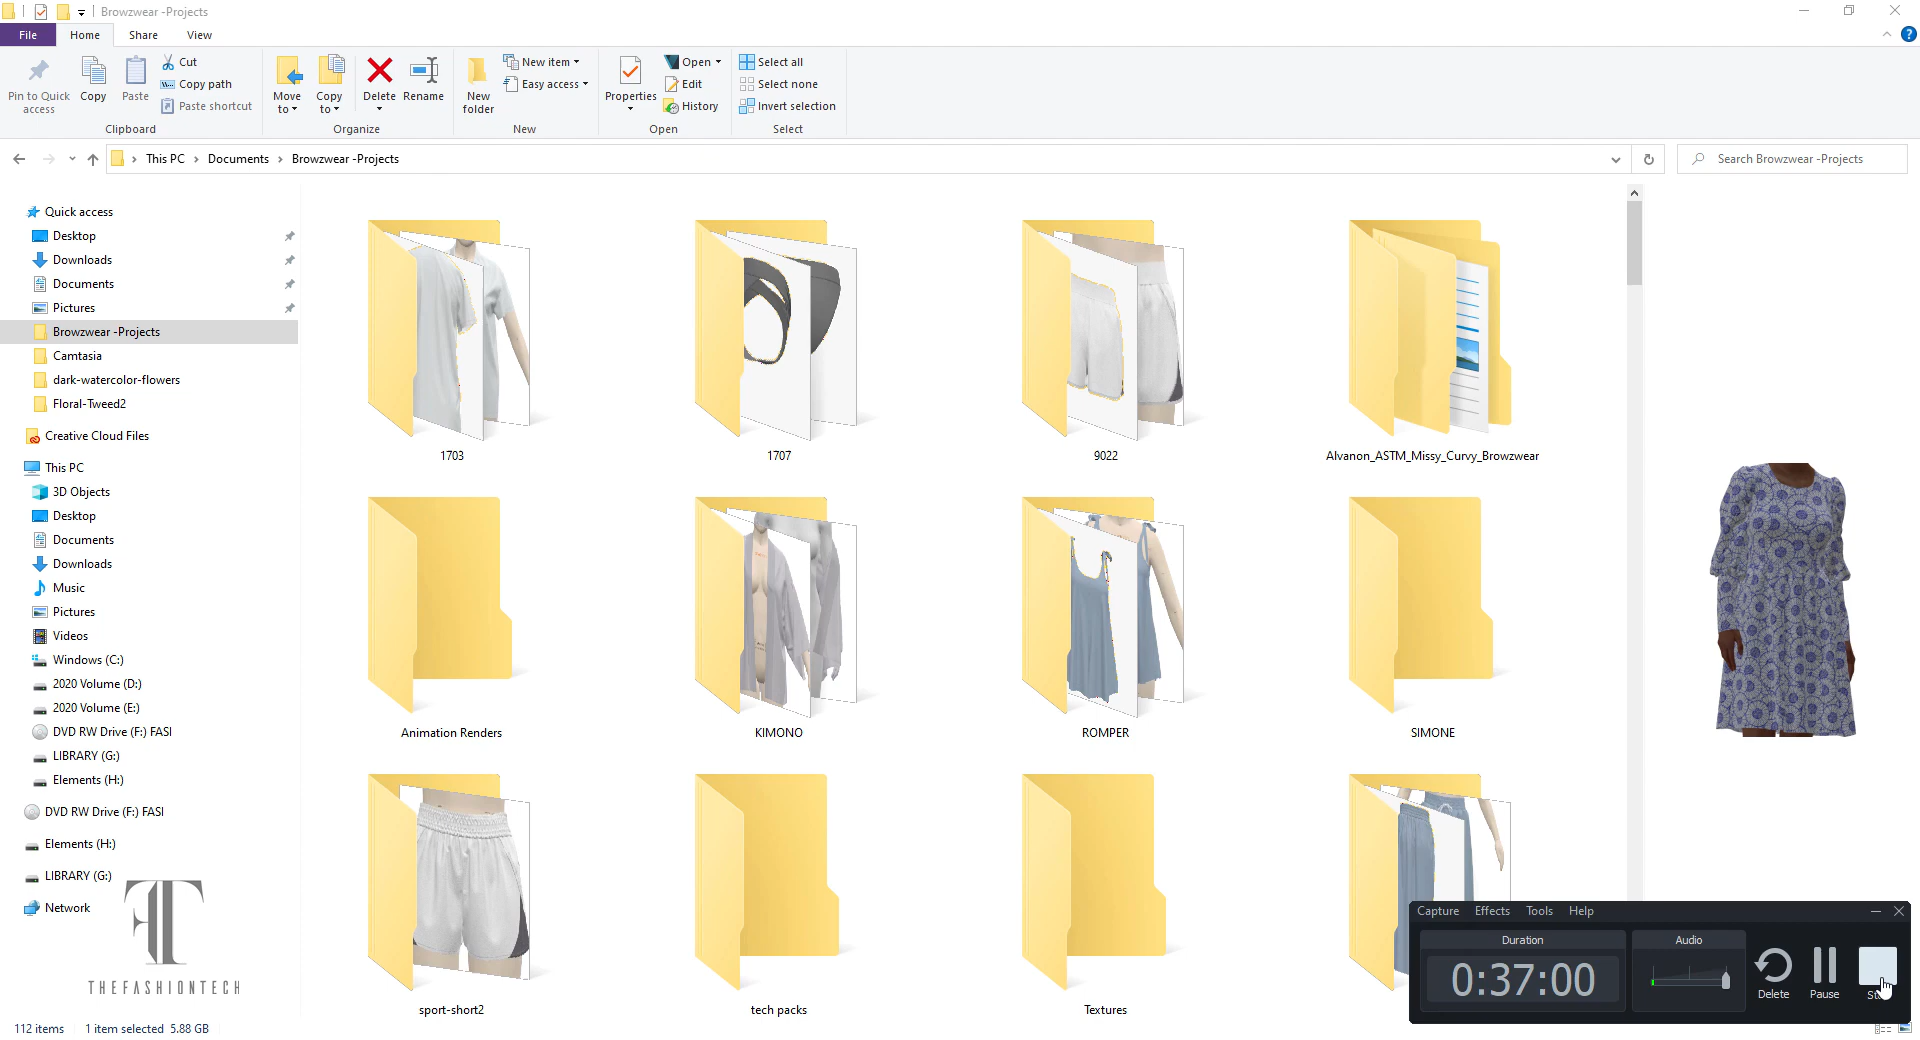 Browzwear -Projects
File Home Share View
Pin to Quick access
Copy
Paste
Cut
Copy path
Paste shortcut
Clipboard
Move to
Copy to
Delete
Rename
Organize
New folder
New item
Easy access
New
Properties
Open
Edit
History
Open
Select all
Select none
Invert selection
Select
This PC > Documents > Browzwear -Projects
Search Browzwear -Projects
Quick access
Desktop
Downloads
Documents
Pictures
Browzwear -Projects
Camtasia
dark-watercolor-flowers
Floral-Tweed2
Creative Cloud Files
This PC
3D Objects
Desktop
Documents
Downloads
Music
Pictures
Videos
Windows (C:)
2020 Volume (D:)
2020 Volume (E:)
DVD RW Drive (F:) FASI
LIBRARY (G:)
Elements (H:)
DVD RW Drive (F:) FASI
Elements (H:)
LIBRARY (G:)
Network
THEFASHIONTECH
1703
1707
9022
Alvanon_ASTM_Missy_Curvy_Browzwear
Animation Renders
KIMONO
ROMPER
SIMONE
sport-short2
tech packs
Textures
Capture Effects Tools Help
Duration
0:37:00
Audio
Delete
Pause
112 items 1 item selected 5.88 GB